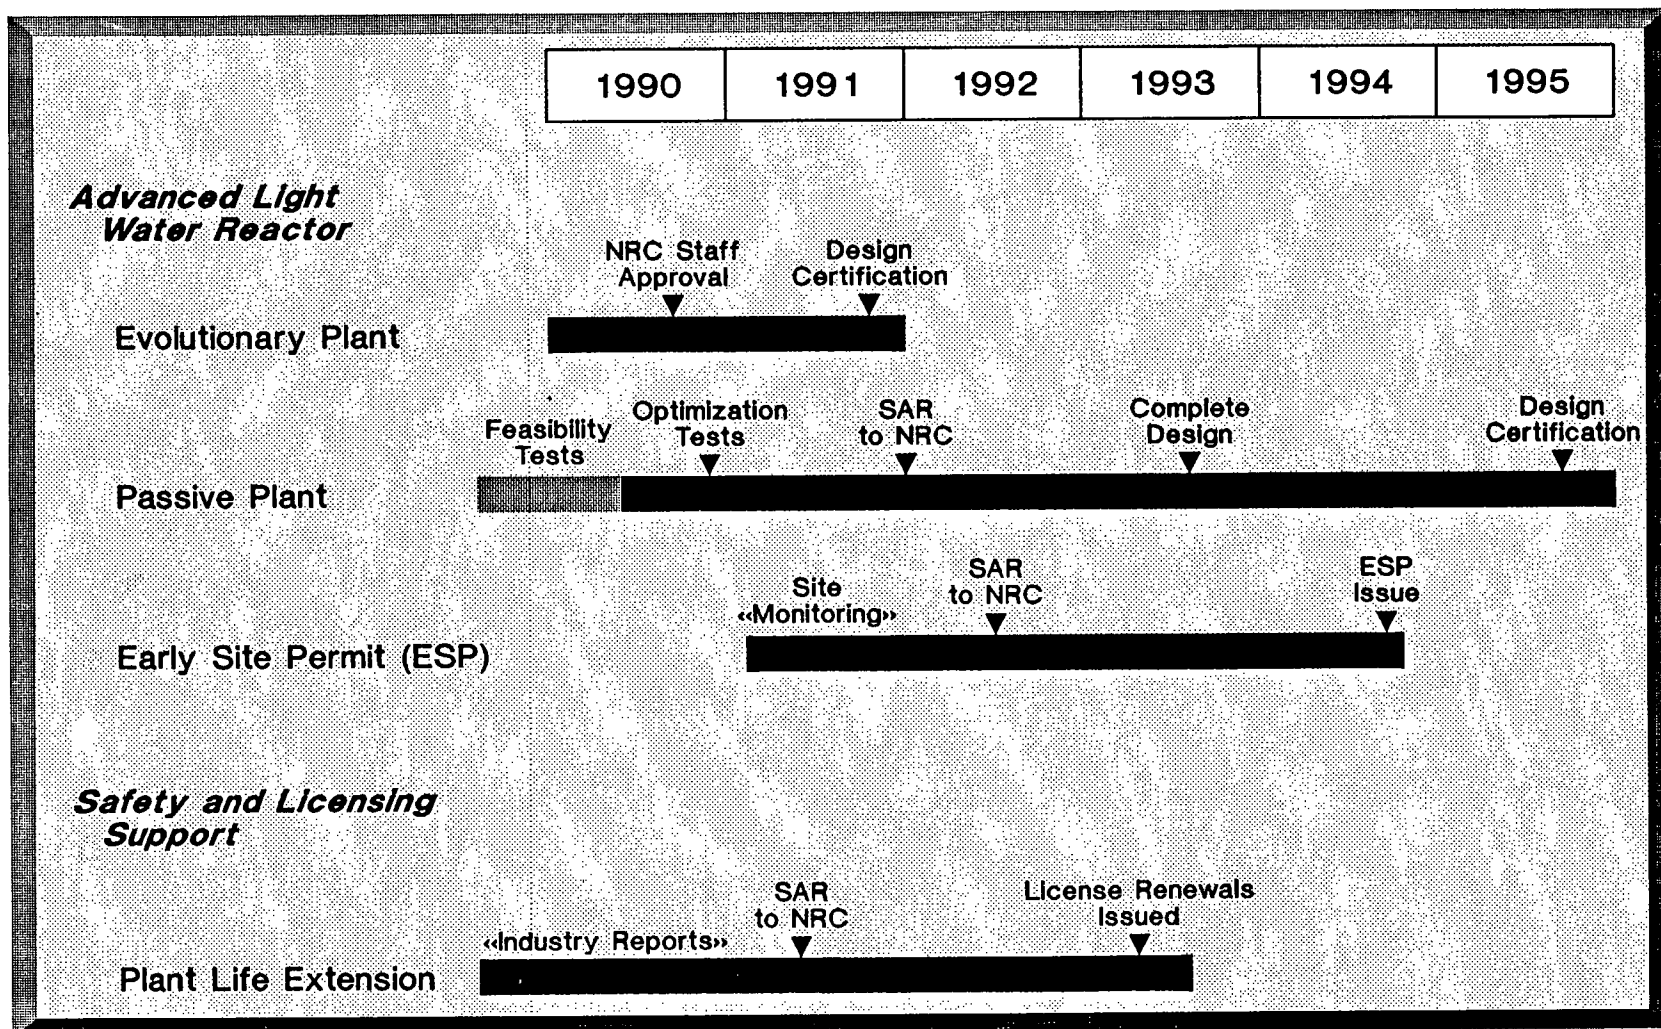 1990 1991 1992 1993 1994 1995
Advanced Light
Water Reactor
NRC Staff
Approval
Design
Certification
Evolutionary Plant
Feasibility
Tests
Optimization
Tests
SAR
to NRC
Complete
Design
Design
Certification
Passive Plant
Site
«Monitoring»
SAR
to NRC
ESP
Issue
Early Site Permit (ESP)
Safety and Licensing
Support
«Industry Reports»
SAR
to NRC
License Renewals
Issued
Plant Life Extension